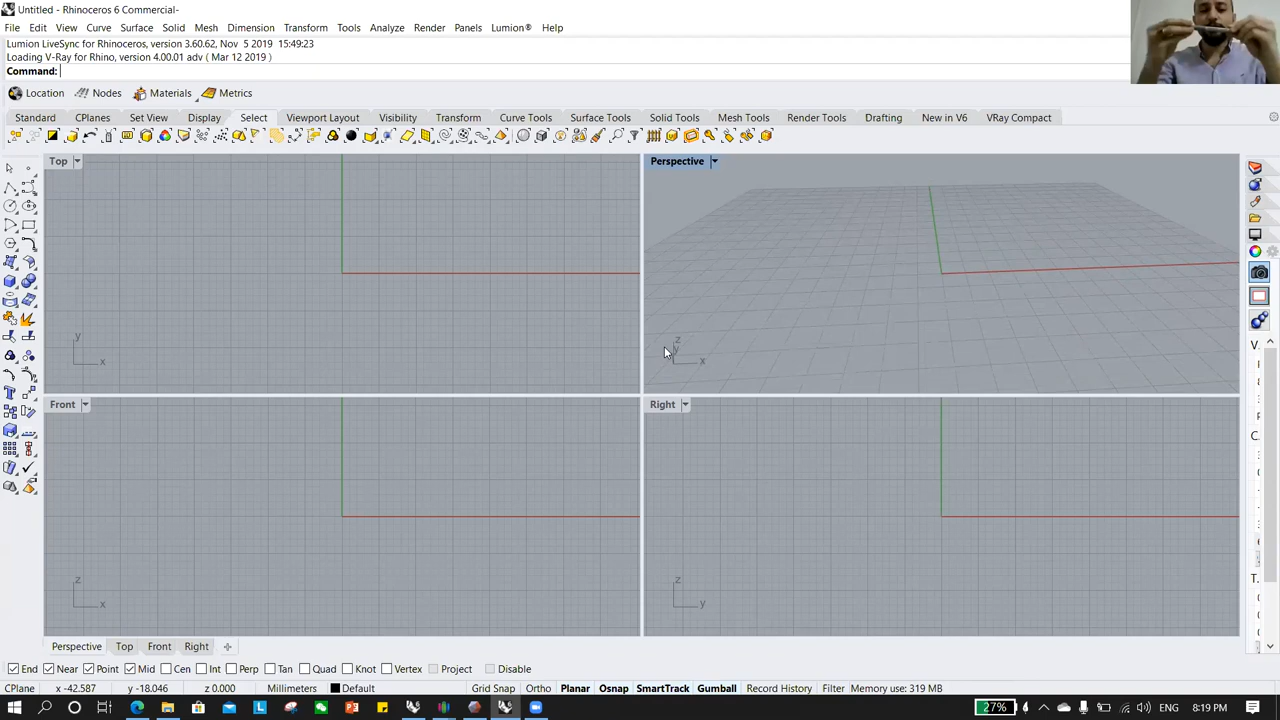 Untitled - Rhinoceros 6 Commercial-
File Edit View Curve Surface Solid Mesh Dimension Transform Tools Analyze Render Panels Lumion® Help
Lumion LiveSync for Rhinoceros, version 3.60.62, Nov 5 2019 15:49:23
Loading V-Ray for Rhino, version 4.00.01 adv ( Mar 12 2019 )
Command:
Location Nodes Materials Metrics
Standard CPlanes Set View Display Select Viewport Layout Visibility Transform Curve Tools Surface Tools Solid Tools Mesh Tools Render Tools Drafting New in V6 VRay Compact
Top Perspective
y z
y
x x
V.
C.
Front Right
z z
x y
T.
Perspective Top Front Right
End Near Point Mid Cen Int Perp Tan Quad Knot Vertex Project Disable
CPlane x -42.587 y -18.046 z 0.000 Millimeters Default Grid Snap Ortho Planar Osnap SmartTrack Gumball Record History Filter Memory use: 319 MB
27% ENG 8:19 PM